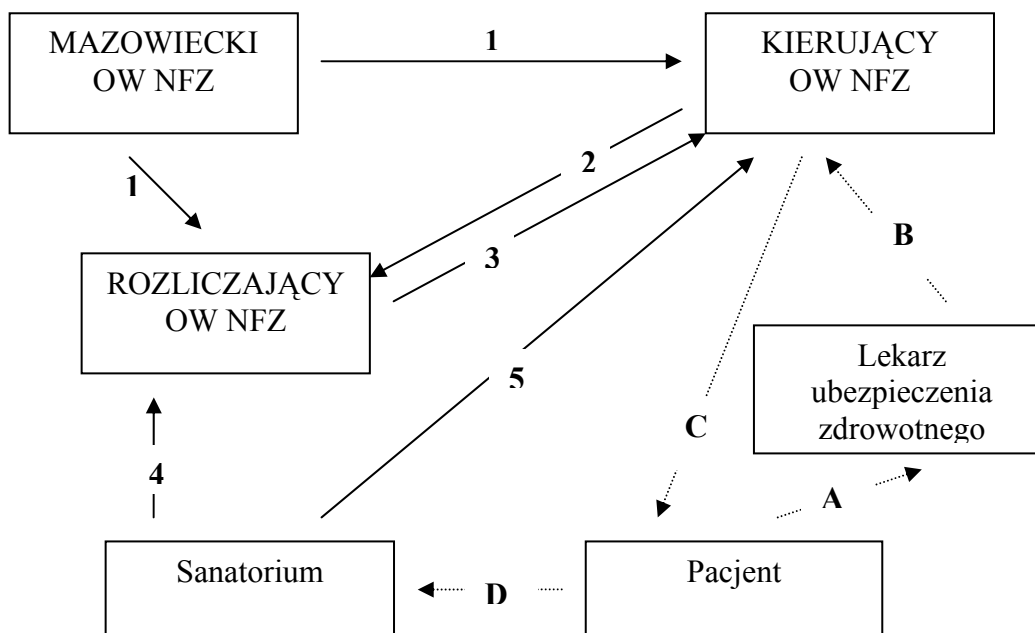 MAZOWIECKI
OW NFZ
1
KIERUJĄCY
OW NFZ
1
2
B
3
ROZLICZAJĄCY
OW NFZ
5
Lekarz
ubezpieczenia
zdrowotnego
C
4
A
Sanatorium
D
Pacjent